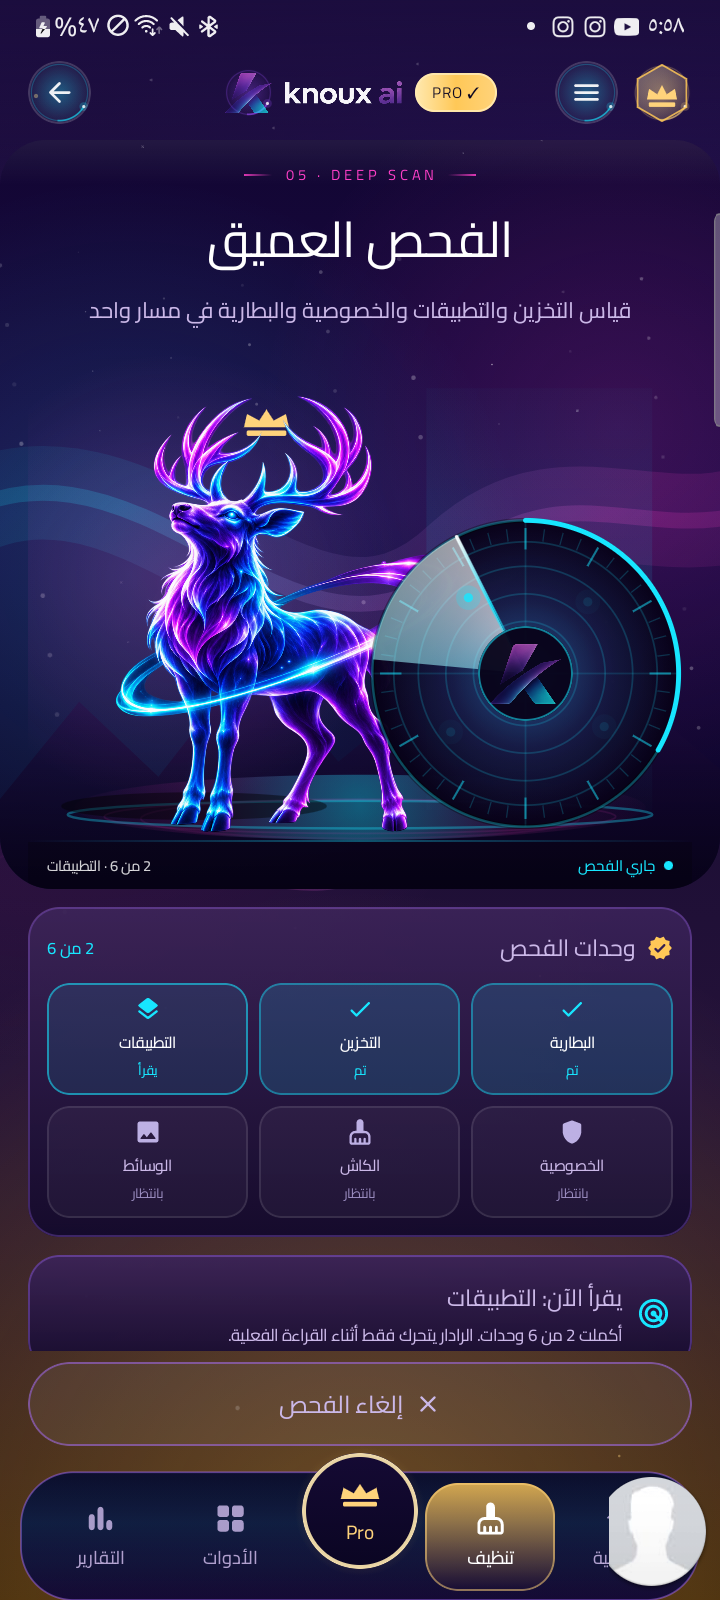 ٥:٥٨
%٤٧
knoux ai
PRO ✓
05 · DEEP SCAN
الفحص العميق
قياس التخزين والتطبيقات والخصوصية والبطارية في مسار واحد
جاري الفحص
2 من 6 · التطبيقات
وحدات الفحص
2 من 6
البطارية
تم
التخزين
تم
التطبيقات
يقرأ
الخصوصية
بانتظار
الكاش
بانتظار
الوسائط
بانتظار
يقرأ الآن: التطبيقات
أكملت 2 من 6 وحدات. الرادار يتحرك فقط أثناء القراءة الفعلية.
إلغاء الفحص
تنظيف
Pro
الأدوات
التقارير